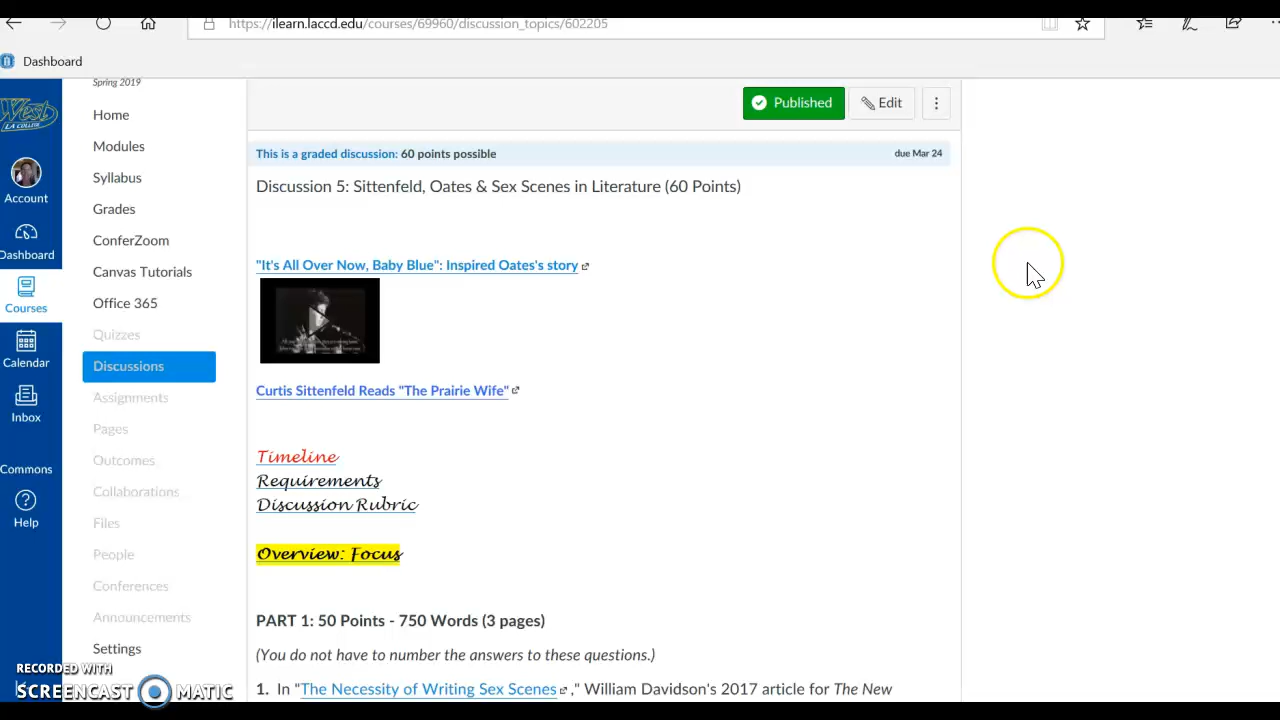 https://ilearn.laccd.edu/courses/69960/discussion_topics/602205
Dashboard
West
L.A. COLLEGE
Account
Dashboard
Courses
Calendar
Inbox
Commons
Help
Spring 2019
Home
Modules
Syllabus
Grades
ConferZoom
Canvas Tutorials
Office 365
Quizzes
Discussions
Assignments
Pages
Outcomes
Collaborations
Files
People
Conferences
Announcements
Settings
Published
Edit
This is a graded discussion: 60 points possible
due Mar 24
Discussion 5: Sittenfeld, Oates & Sex Scenes in Literature (60 Points)
"It's All Over Now, Baby Blue": Inspired Oates's story
Curtis Sittenfeld Reads "The Prairie Wife"
Timeline
Requirements
Discussion Rubric
Overview: Focus
PART 1: 50 Points - 750 Words (3 pages)
(You do not have to number the answers to these questions.)
1. In "The Necessity of Writing Sex Scenes," William Davidson's 2017 article for The New
RECORDED WITH
SCREENCAST MATIC